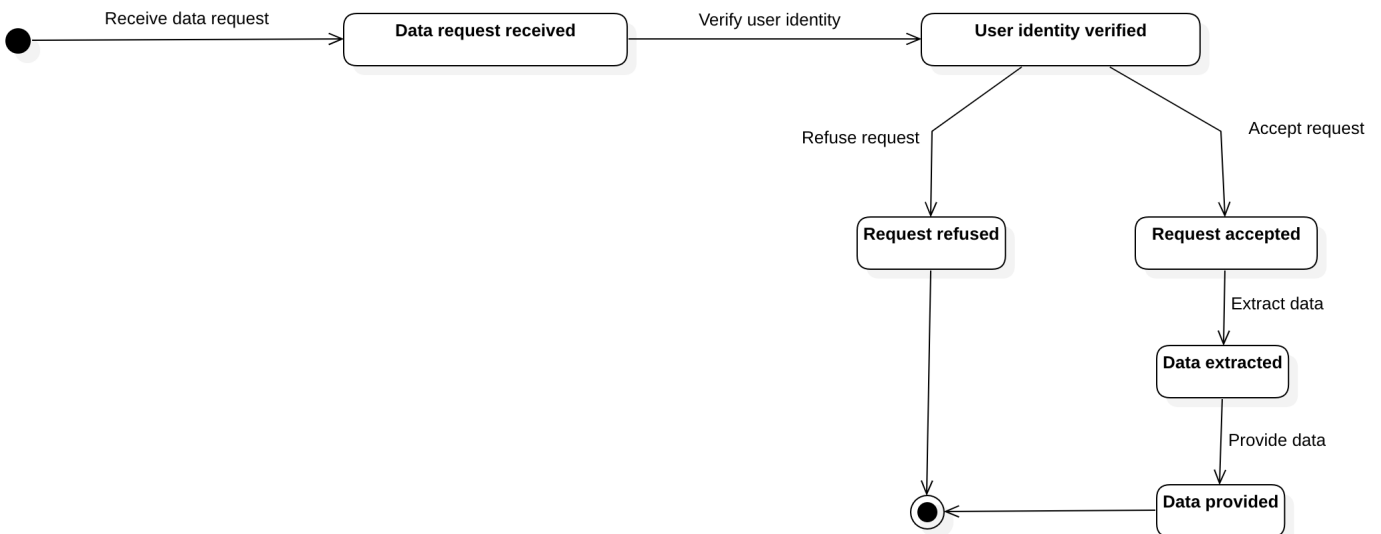 Receive data request
Data request received
Verify user identity
User identity verified
Refuse request
Accept request
Request refused
Request accepted
Extract data
Data extracted
Provide data
Data provided